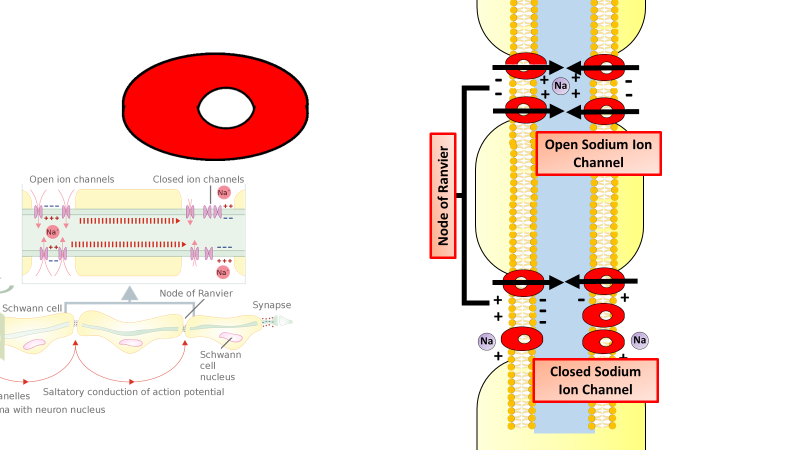 Open ion channels
Closed ion channels
Na⁺
+++
Na⁺
+++
Na⁺
Node of Ranvier
Schwann cell
Synapse
Schwann
cell
nucleus
Saltatory conduction of action potential
anelles
ma with neuron nucleus
Node of Ranvier
Na
Open Sodium Ion
Channel
Na
Na
Closed Sodium
Ion Channel